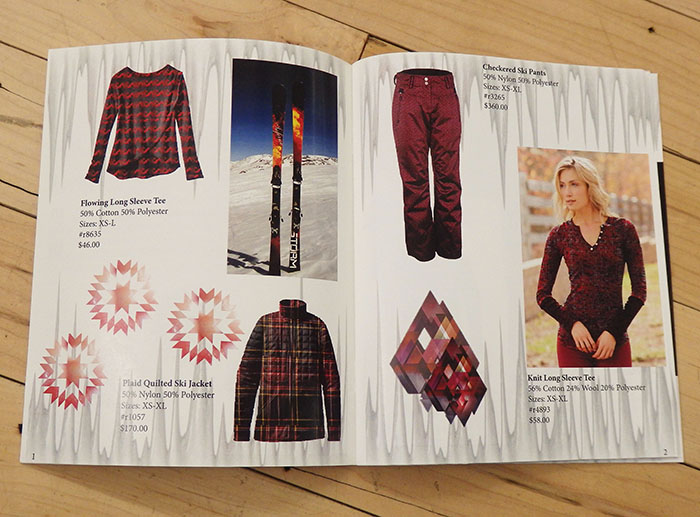 Flowing Long Sleeve Tee
50% Cotton 50% Polyester
Sizes: XS-L
#r8635
$46.00
STORM
Plaid Quilted Ski Jacket
50% Nylon 50% Polyester
Sizes: XS-XL
#r1057
$170.00
1
Checkered Ski Pants
50% Nylon 50% Polyester
Sizes: XS-XL
#r3265
$360.00
Knit Long Sleeve Tee
56% Cotton 24% Wool 20% Polyester
Sizes: XS-XL
#r4893
$58.00
2